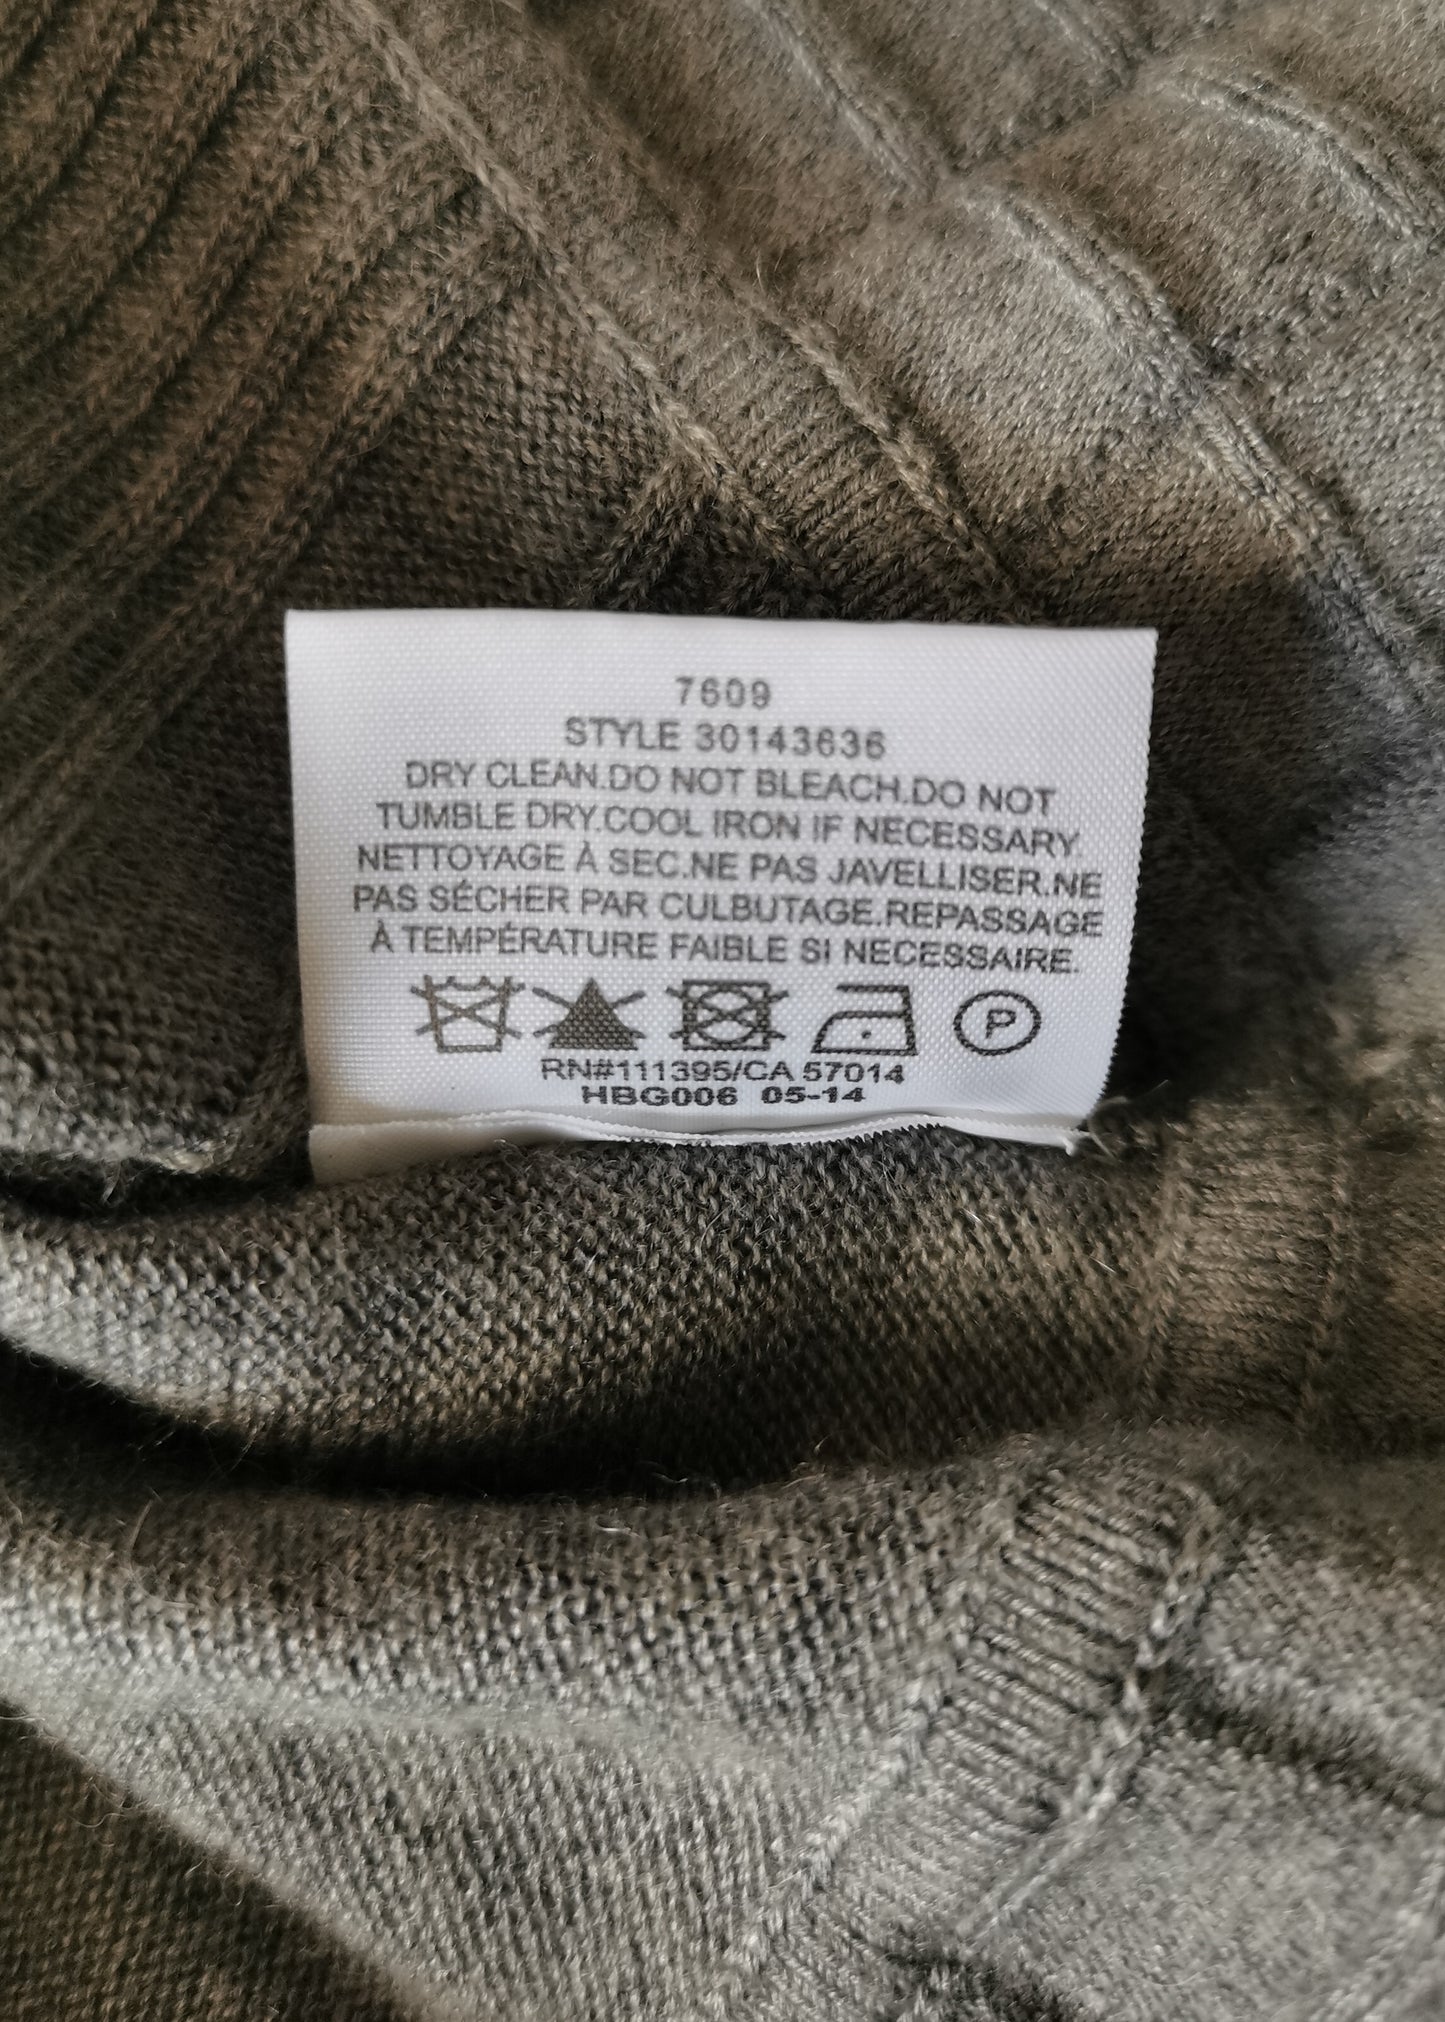 7609
STYLE 30143636
DRY CLEAN.DO NOT BLEACH.DO NOT
TUMBLE DRY.COOL IRON IF NECESSARY.
NETTOYAGE À SEC.NE PAS JAVELLISER.NE
PAS SÉCHER PAR CULBUTAGE.REPASSAGE
À TEMPÉRATURE FAIBLE SI NECESSAIRE.
P
RN#111395/CA 57014
HBG006 05-14